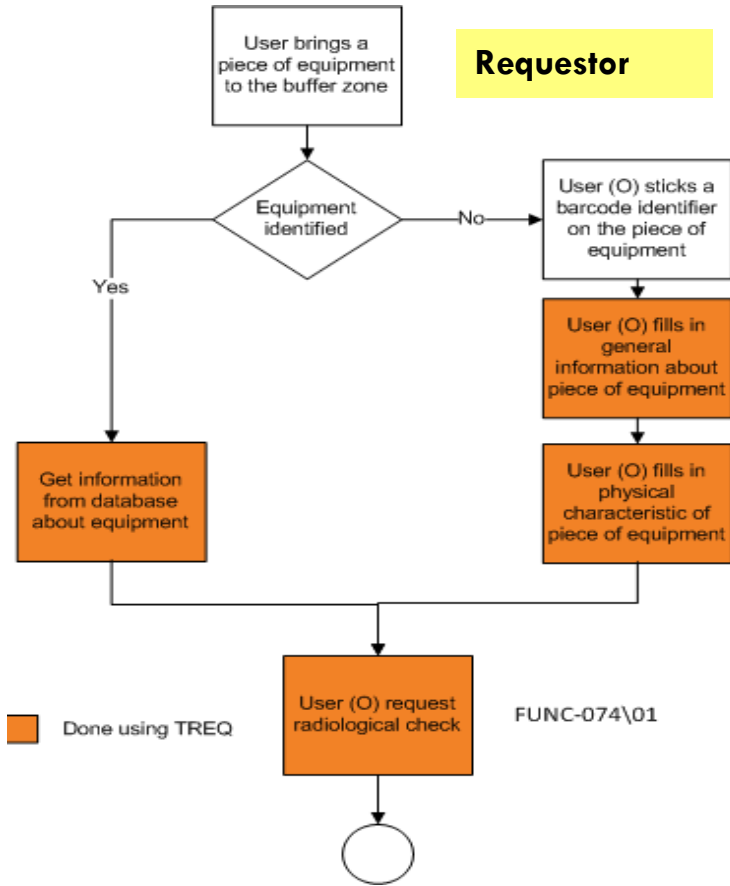 User brings a
piece of equipment
to the buffer zone
Requestor
Equipment
identified
No
User (O) sticks a
barcode identifier
on the piece of
equipment
Yes
User (O) fills in
general
information about
piece of equipment
Get information
from database
about equipment
User (O) fills in
physical
characteristic of
piece of equipment
User (O) request
radiological check
FUNC-074\01
Done using TREQ